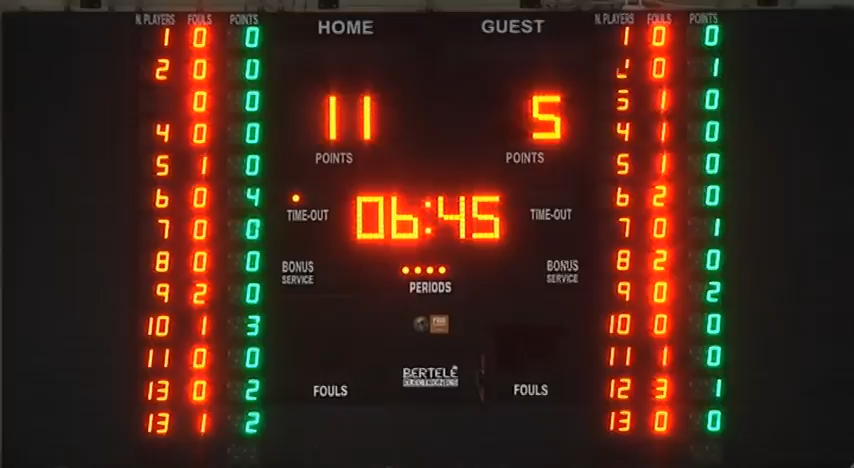 N. PLAYERS FOULS POINTS HOME GUEST N. PLAYERS FOULS POINTS
1 0 0 1 0 0
2 0 0 0 1
0 0 11 5 3 1 0
4 0 0 4 1 0
5 1 0 POINTS POINTS 5 1 0
6 0 4 6 2 0
7 0 0 TIME-OUT 06:45 TIME-OUT 7 0 1
8 0 0 BONUS BONUS 8 2 0
SERVICE SERVICE
9 2 0 PERIODS 9 0 2
10 1 3 10 0 0
11 0 0 11 1 0
BERTELÈ
ELECTRONICS
13 0 2 FOULS FOULS 12 3 1
13 1 2 13 0 0